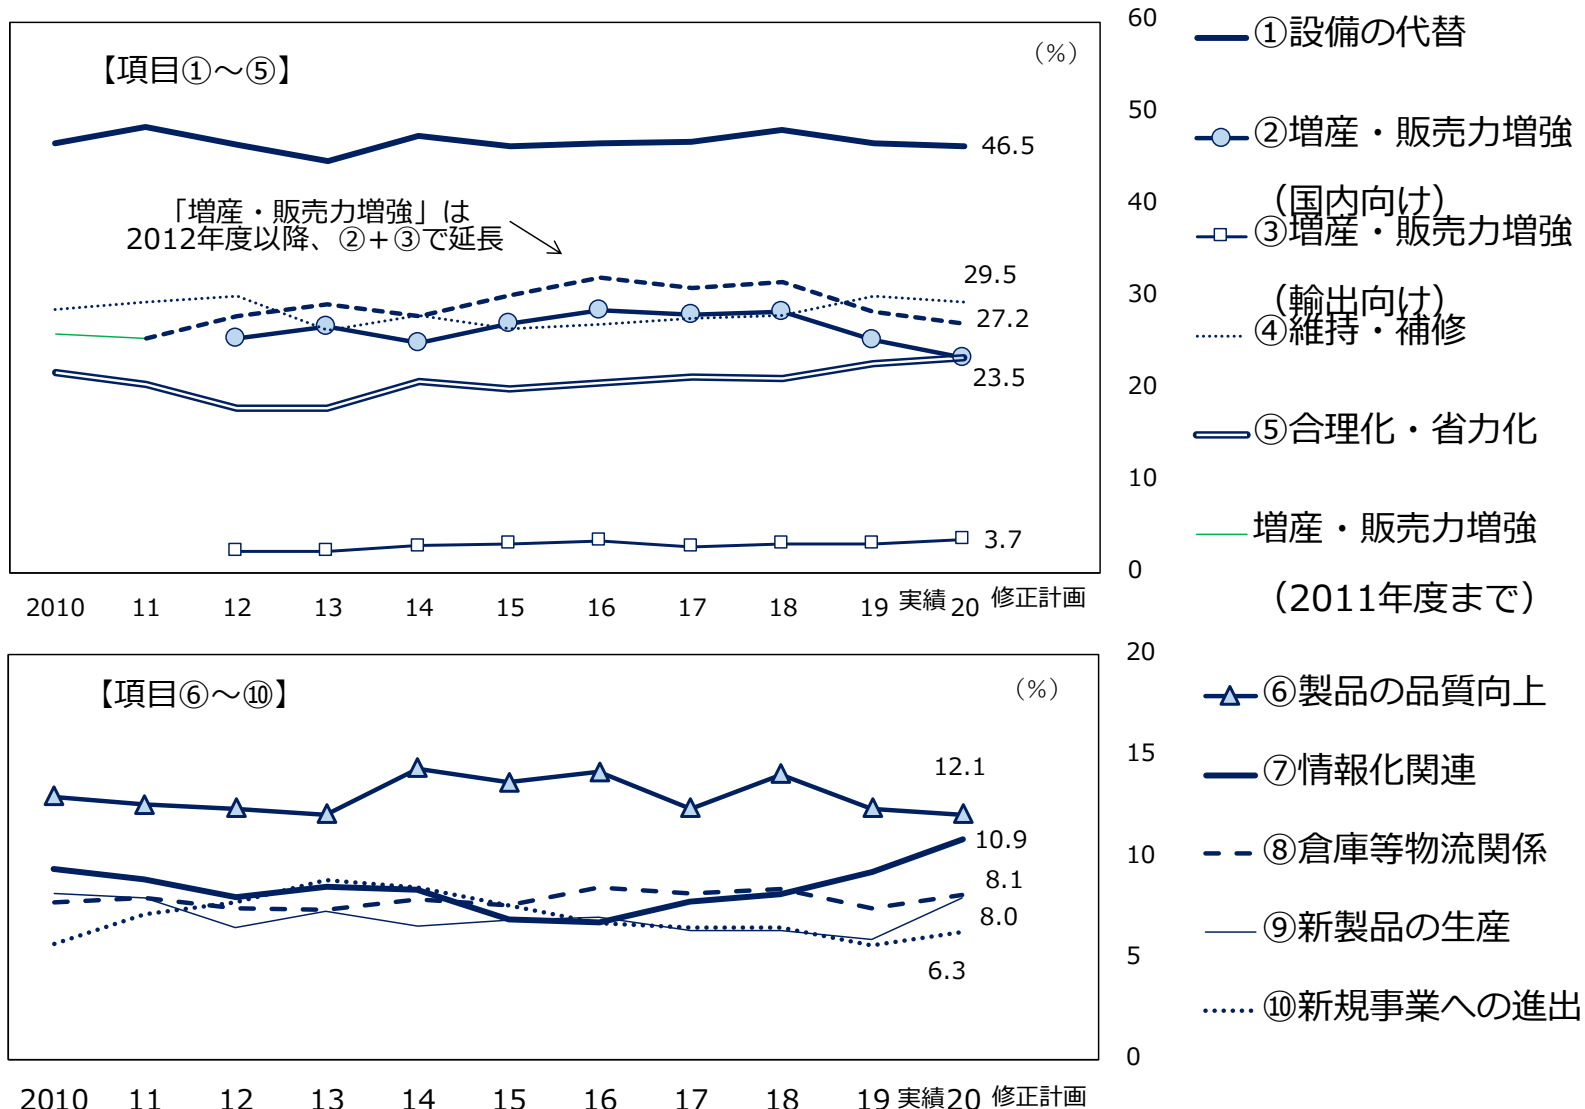 【項目①～⑤】
（%）
60
50
40
30
20
10
0
46.5
「増産・販売力増強」は
2012年度以降、②＋③で延長
29.5
27.2
23.5
3.7
2010 11 12 13 14 15 16 17 18 19 実績 20 修正計画
①設備の代替
②増産・販売力増強
（国内向け）
③増産・販売力増強
（輸出向け）
④維持・補修
⑤合理化・省力化
増産・販売力増強
（2011年度まで）
【項目⑥～⑩】
（%）
20
15
10
5
0
12.1
10.9
8.1
8.0
6.3
2010 11 12 13 14 15 16 17 18 19 実績 20 修正計画
⑥製品の品質向上
⑦情報化関連
⑧倉庫等物流関係
⑨新製品の生産
⑩新規事業への進出